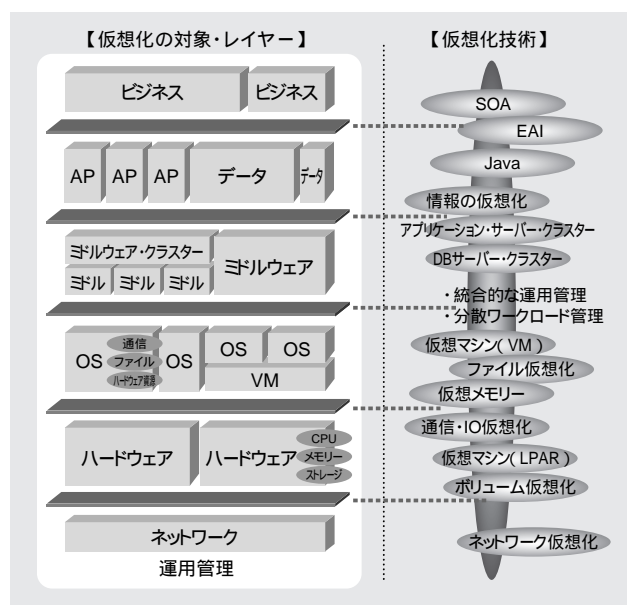 【仮想化の対象・レイヤー】
ビジネス
ビジネス
AP
AP
AP
データ
データ
ミドルウェア・クラスター
ミドル
ミドル
ミドル
ミドルウェア
OS
通信
ファイル
ハードウェア資源
OS
OS
OS
VM
ハードウェア
ハードウェア
CPU
メモリー
ストレージ
ネットワーク
運用管理
【仮想化技術】
SOA
EAI
Java
情報の仮想化
アプリケーション・サーバー・クラスター
DBサーバー・クラスター
・統合的な運用管理
・分散ワークロード管理
仮想マシン(VM)
ファイル仮想化
仮想メモリー
通信・IO仮想化
仮想マシン(LPAR)
ボリューム仮想化
ネットワーク仮想化